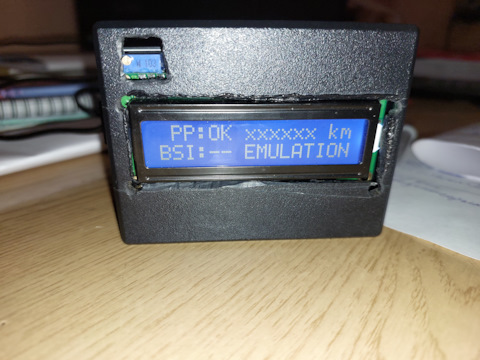 PP:OK xxxxxx km
BSI:-- EMULATION